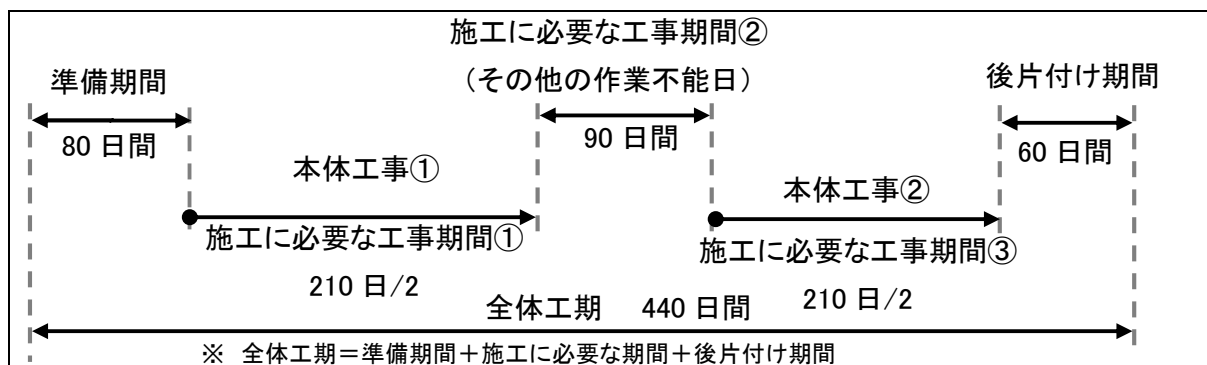 施工に必要な工事期間②
(その他の作業不能日)
準備期間
後片付け期間
80 日間
90 日間
60 日間
本体工事①
本体工事②
施工に必要な工事期間①
施工に必要な工事期間③
210 日/2
210 日/2
全体工期 440 日間
※ 全体工期=準備期間+施工に必要な期間+後片付け期間